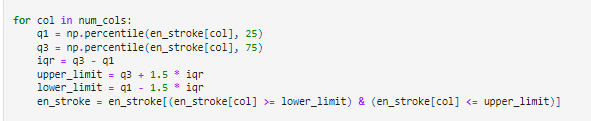 for col in num_cols:
    q1 = np.percentile(en_stroke[col], 25)
    q3 = np.percentile(en_stroke[col], 75)
    iqr = q3 - q1
    upper_limit = q3 + 1.5 * iqr
    lower_limit = q1 - 1.5 * iqr
    en_stroke = en_stroke[(en_stroke[col] >= lower_limit) & (en_stroke[col] <= upper_limit)]